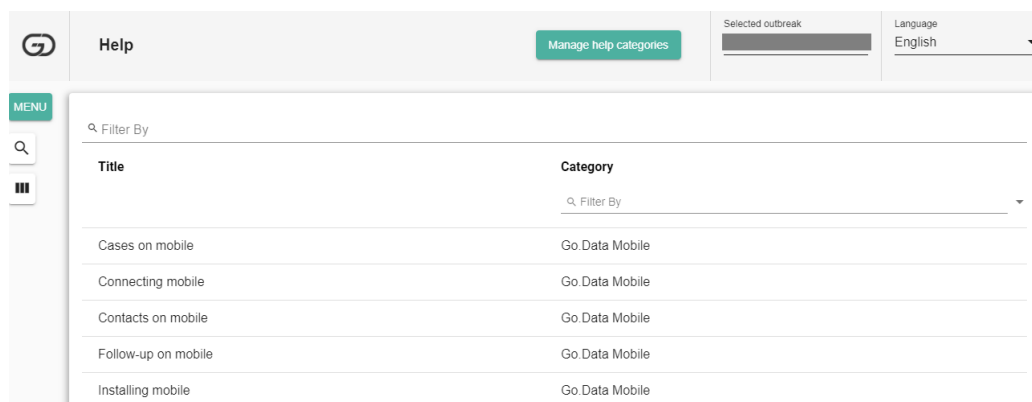 Help
Manage help categories
Selected outbreak
Language
English
MENU
Filter By
Title
Category
Filter By
Cases on mobile
Go.Data Mobile
Connecting mobile
Go.Data Mobile
Contacts on mobile
Go.Data Mobile
Follow-up on mobile
Go.Data Mobile
Installing mobile
Go.Data Mobile